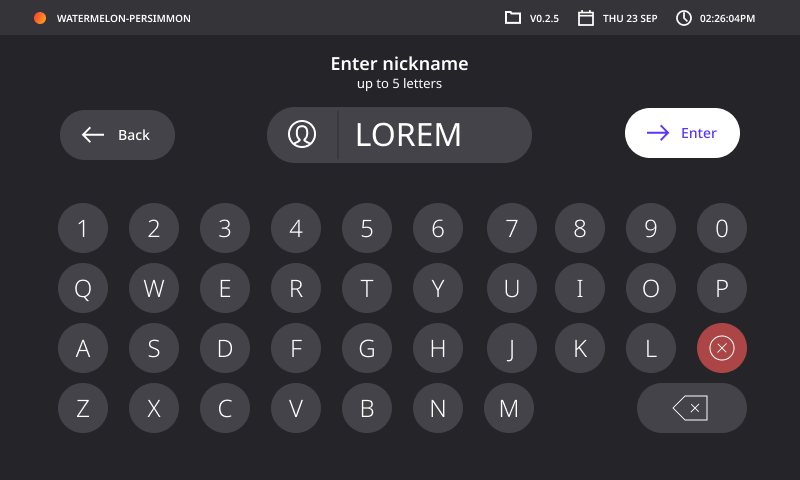 WATERMELON-PERSIMMON V0.2.5 THU 23 SEP 02:26:04PM
Enter nickname
up to 5 letters
Back LOREM Enter
1 2 3 4 5 6 7 8 9 0
Q W E R T Y U I O P
A S D F G H J K L
Z X C V B N M